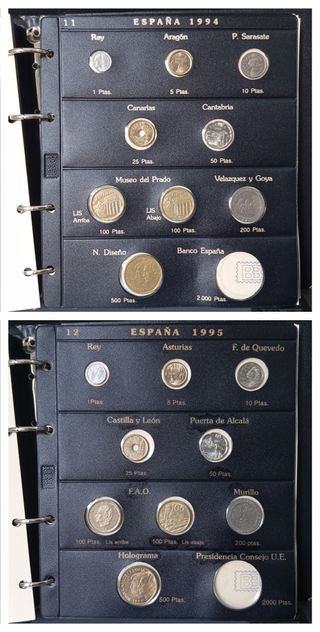 11 ESPAÑA 1994
Rey Aragón P. Sarasate
1 Ptas. 5 Ptas. 10 Ptas.
Canarias Cantabria
25 Ptas. 50 Ptas.
Museo del Prado Velazquez y Goya
LIS Arriba LIS Abajo
100 Ptas. 100 Ptas. 200 Ptas.
N. Diseño Banco España
500 Ptas. 2.000 Ptas.
12 ESPAÑA 1995
Rey Asturias F. de Quevedo
1Ptas. 5 Ptas. 10 Ptas.
Castilla y León Puerta de Alcalá
25 Ptas. 50 Ptas.
F.A.O. Murillo
100 Ptas. Lis arriba 100 Ptas. Lis abajo 200 ptas.
Holograma Presidencia Consejo U.E.
500 Ptas. 2000 Ptas.